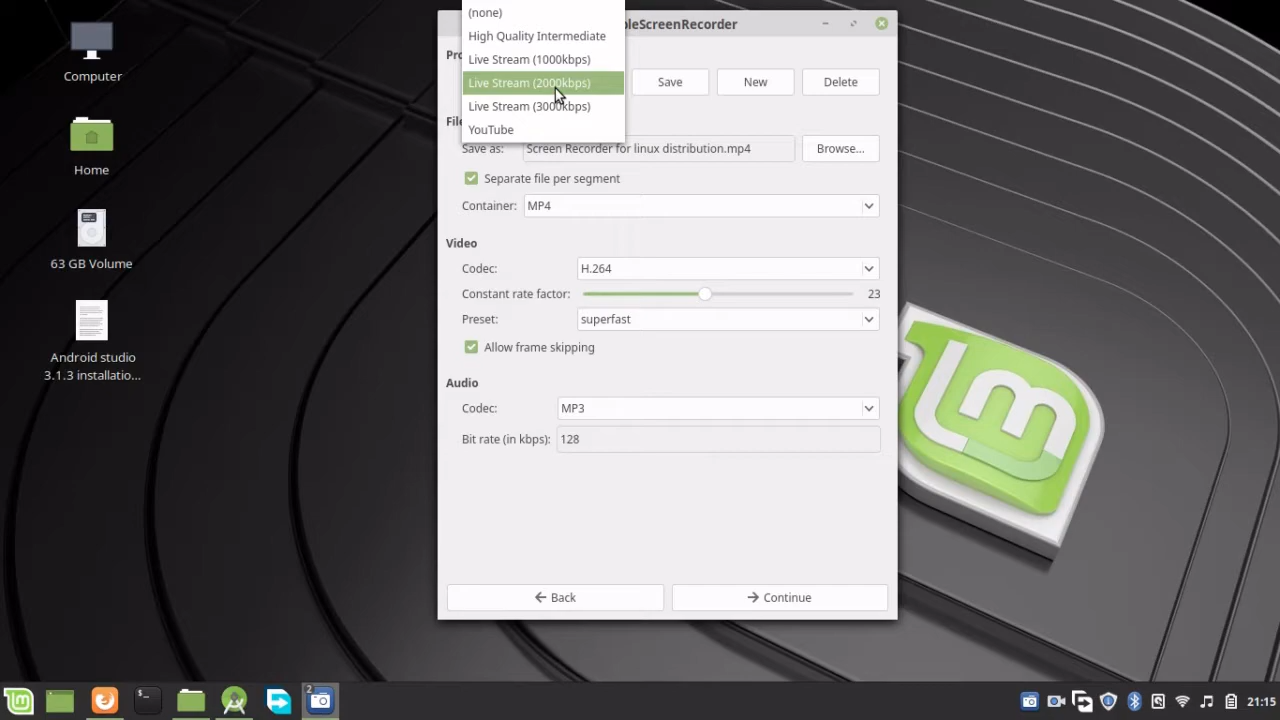 (none)
bleScreenRecorder
High Quality Intermediate
Pro
Live Stream (1000kbps)
Live Stream (2000kbps)
Save
New
Delete
Live Stream (3000kbps)
File
YouTube
Save as:
Screen Recorder for linux distribution.mp4
Browse...
Separate file per segment
Container:
MP4
Video
Codec:
H.264
Constant rate factor:
23
Preset:
superfast
Allow frame skipping
Audio
Codec:
MP3
Bit rate (in kbps):
128
Back
Continue
Computer
Home
63 GB Volume
Android studio
3.1.3 installatio...
2
21:15